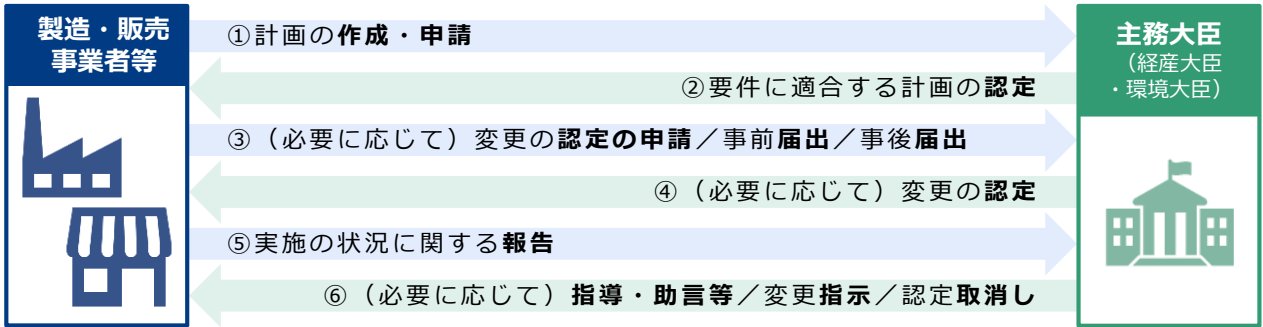 製造・販売
事業者等
①計画の作成・申請
主務大臣
（経産大臣
・環境大臣）
②要件に適合する計画の認定
③（必要に応じて）変更の認定の申請／事前届出／事後届出
④（必要に応じて）変更の認定
⑤実施の状況に関する報告
⑥（必要に応じて）指導・助言等／変更指示／認定取消し